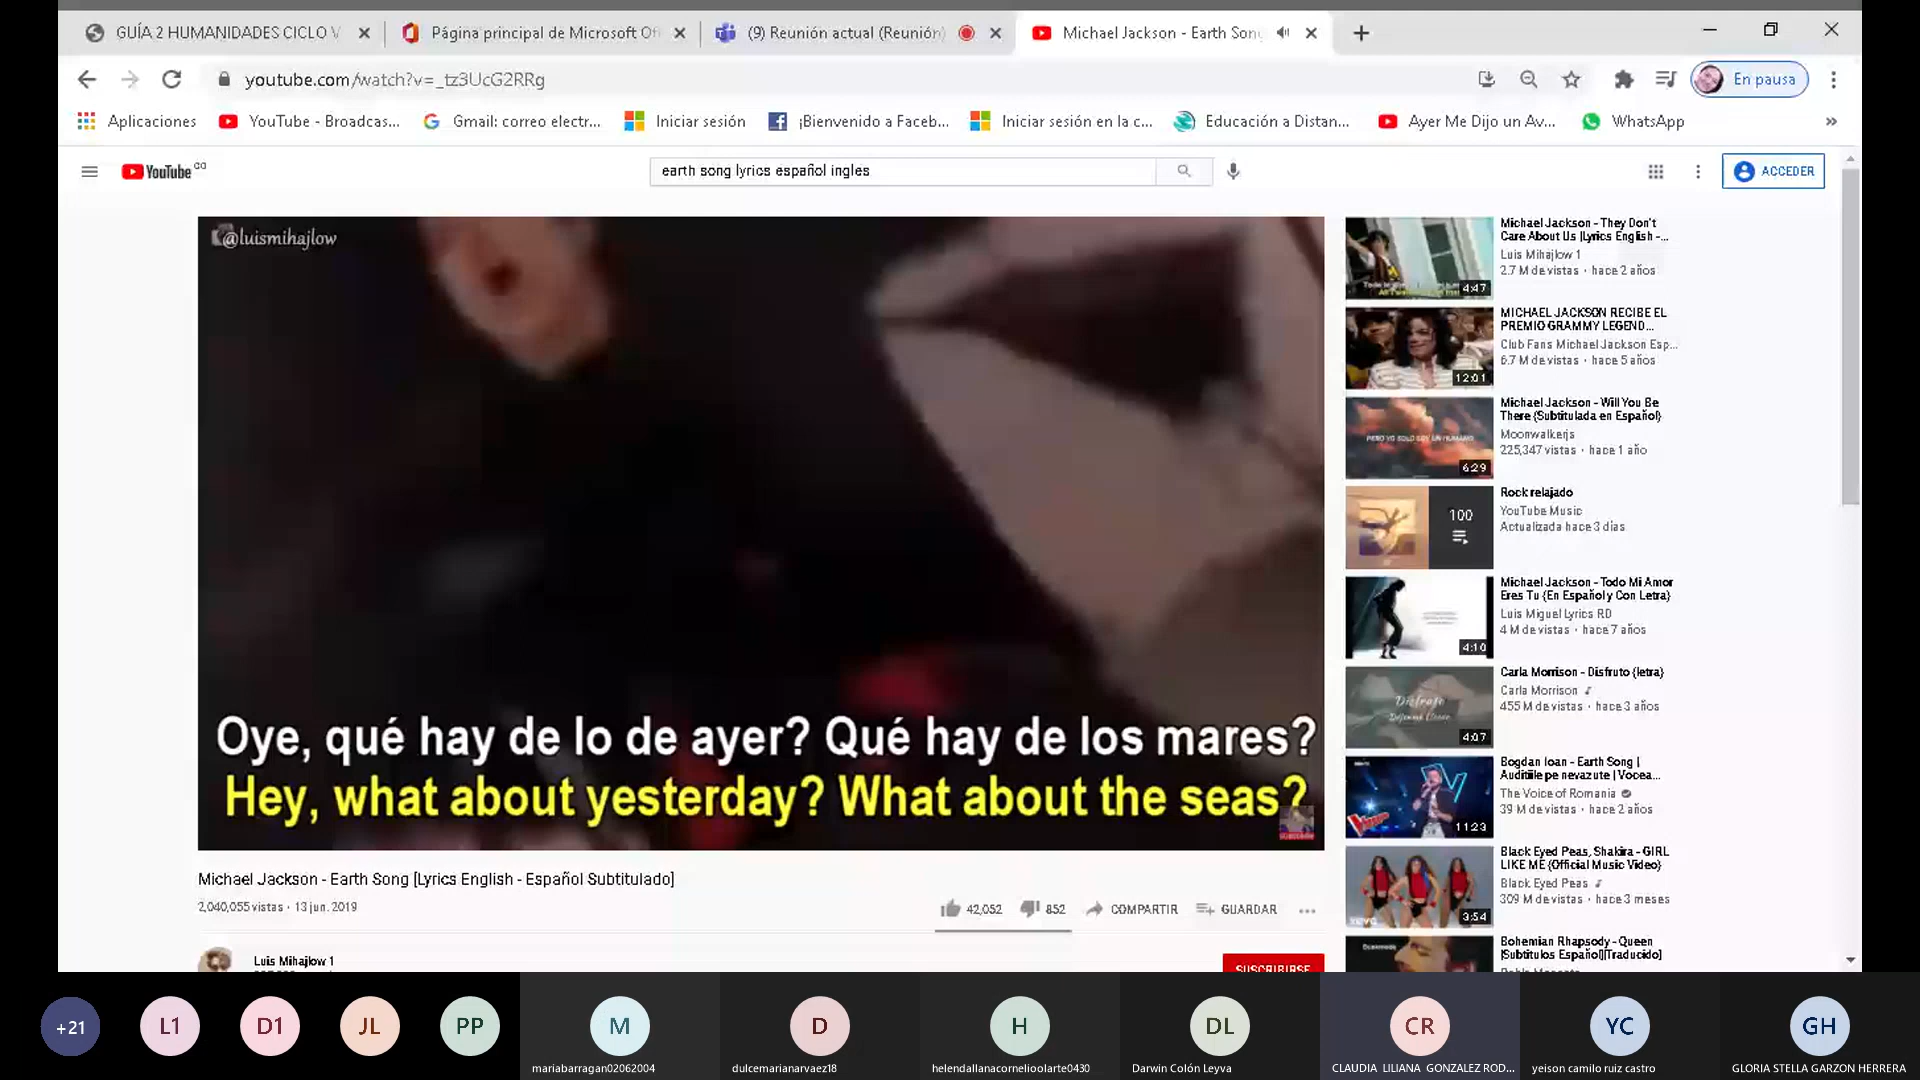 GUÍA 2 HUMANIDADES CICLO V
Página principal de Microsoft Of
(9) Reunión actual (Reunión)
Michael Jackson - Earth Song
youtube.com/watch?v=_tz3UcG2RRg
En pausa
Aplicaciones
YouTube - Broadcas...
Gmail: correo electr...
Iniciar sesión
¡Bienvenido a Faceb...
Iniciar sesión en la c...
Educación a Distan...
Ayer Me Dijo un Av...
WhatsApp
»
YouTube CO
earth song lyrics español ingles
ACCEDER
@luismihajlow
Oye, qué hay de lo de ayer? Qué hay de los mares?
Hey, what about yesterday? What about the seas?
Michael Jackson - Earth Song [Lyrics English - Español Subtitulado]
2,040,055 vistas · 13 jun. 2019
42,052
852
COMPARTIR
GUARDAR
Luis Mihajlow 1
SUSCRIBIRSE
Michael Jackson - They Don't
Care About Us |Lyrics English -...
Luis Mihajlow 1
2.7 M de vistas · hace 2 años
4:47
MICHAEL JACKSON RECIBE EL
PREMIO GRAMMY LEGEND...
Club Fans Michael Jackson Esp...
6.7 M de vistas · hace 5 años
12:01
Michael Jackson - Will You Be
There (Subtitulada en Español)
Moonwalkerjs
225,347 vistas · hace 1 año
PERO YO SOLO SOY UN HUMANO
6:29
Rock relajado
YouTube Music
Actualizada hace 3 días
100
Michael Jackson - Todo Mi Amor
Eres Tu (En Español y Con Letra)
Luis Miguel Lyrics RD
4 M de vistas · hace 7 años
4:10
Carla Morrison - Disfruto (letra)
Carla Morrison
455 M de vistas · hace 3 años
Disfruto
4:07
Bogdan Ioan - Earth Song |
Auditiile pe nevazute | Vocea...
The Voice of Romania
39 M de vistas · hace 2 años
11:23
Black Eyed Peas, Shakira - GIRL
LIKE ME (Official Music Video)
Black Eyed Peas
309 M de vistas · hace 3 meses
vevo
3:54
Bohemian Rhapsody - Queen
|Subtitulos Español||Traducido|
+21
L1
D1
JL
PP
M
mariabarragan02062004
D
dulcemarianarvaez18
H
helendallanacornelioolarte0430
DL
Darwin Colón Leyva
CR
CLAUDIA LILIANA GONZALEZ ROD...
YC
yeison camilo ruiz castro
GH
GLORIA STELLA GARZON HERRERA